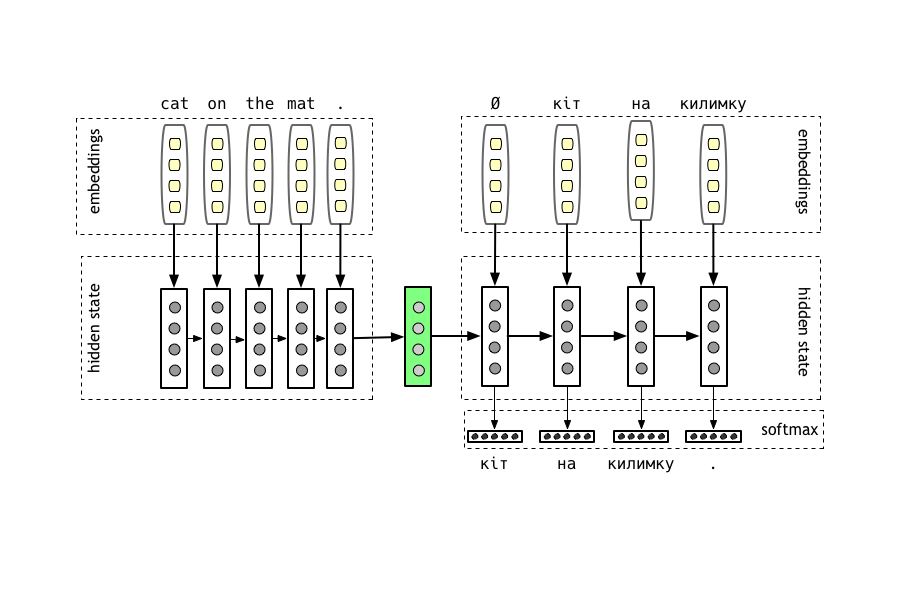 cat on the mat .
embeddings
hidden state
Ø кіт на килимку
embeddings
hidden state
softmax
кіт на килимку .